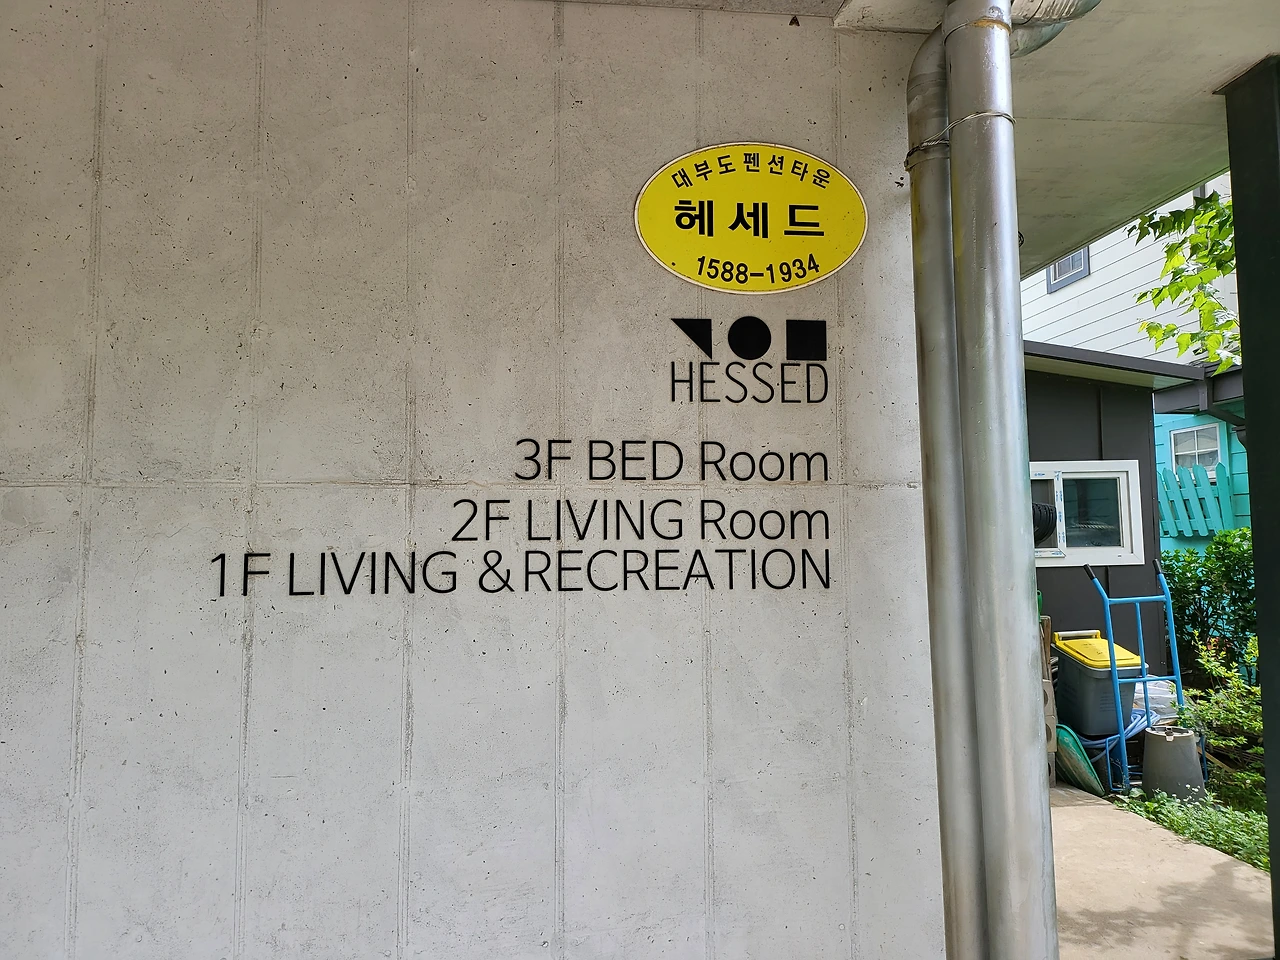 대부도펜션타운
헤세드
1588-1934
HESSED
3F BED Room
2F LIVING Room
1F LIVING & RECREATION